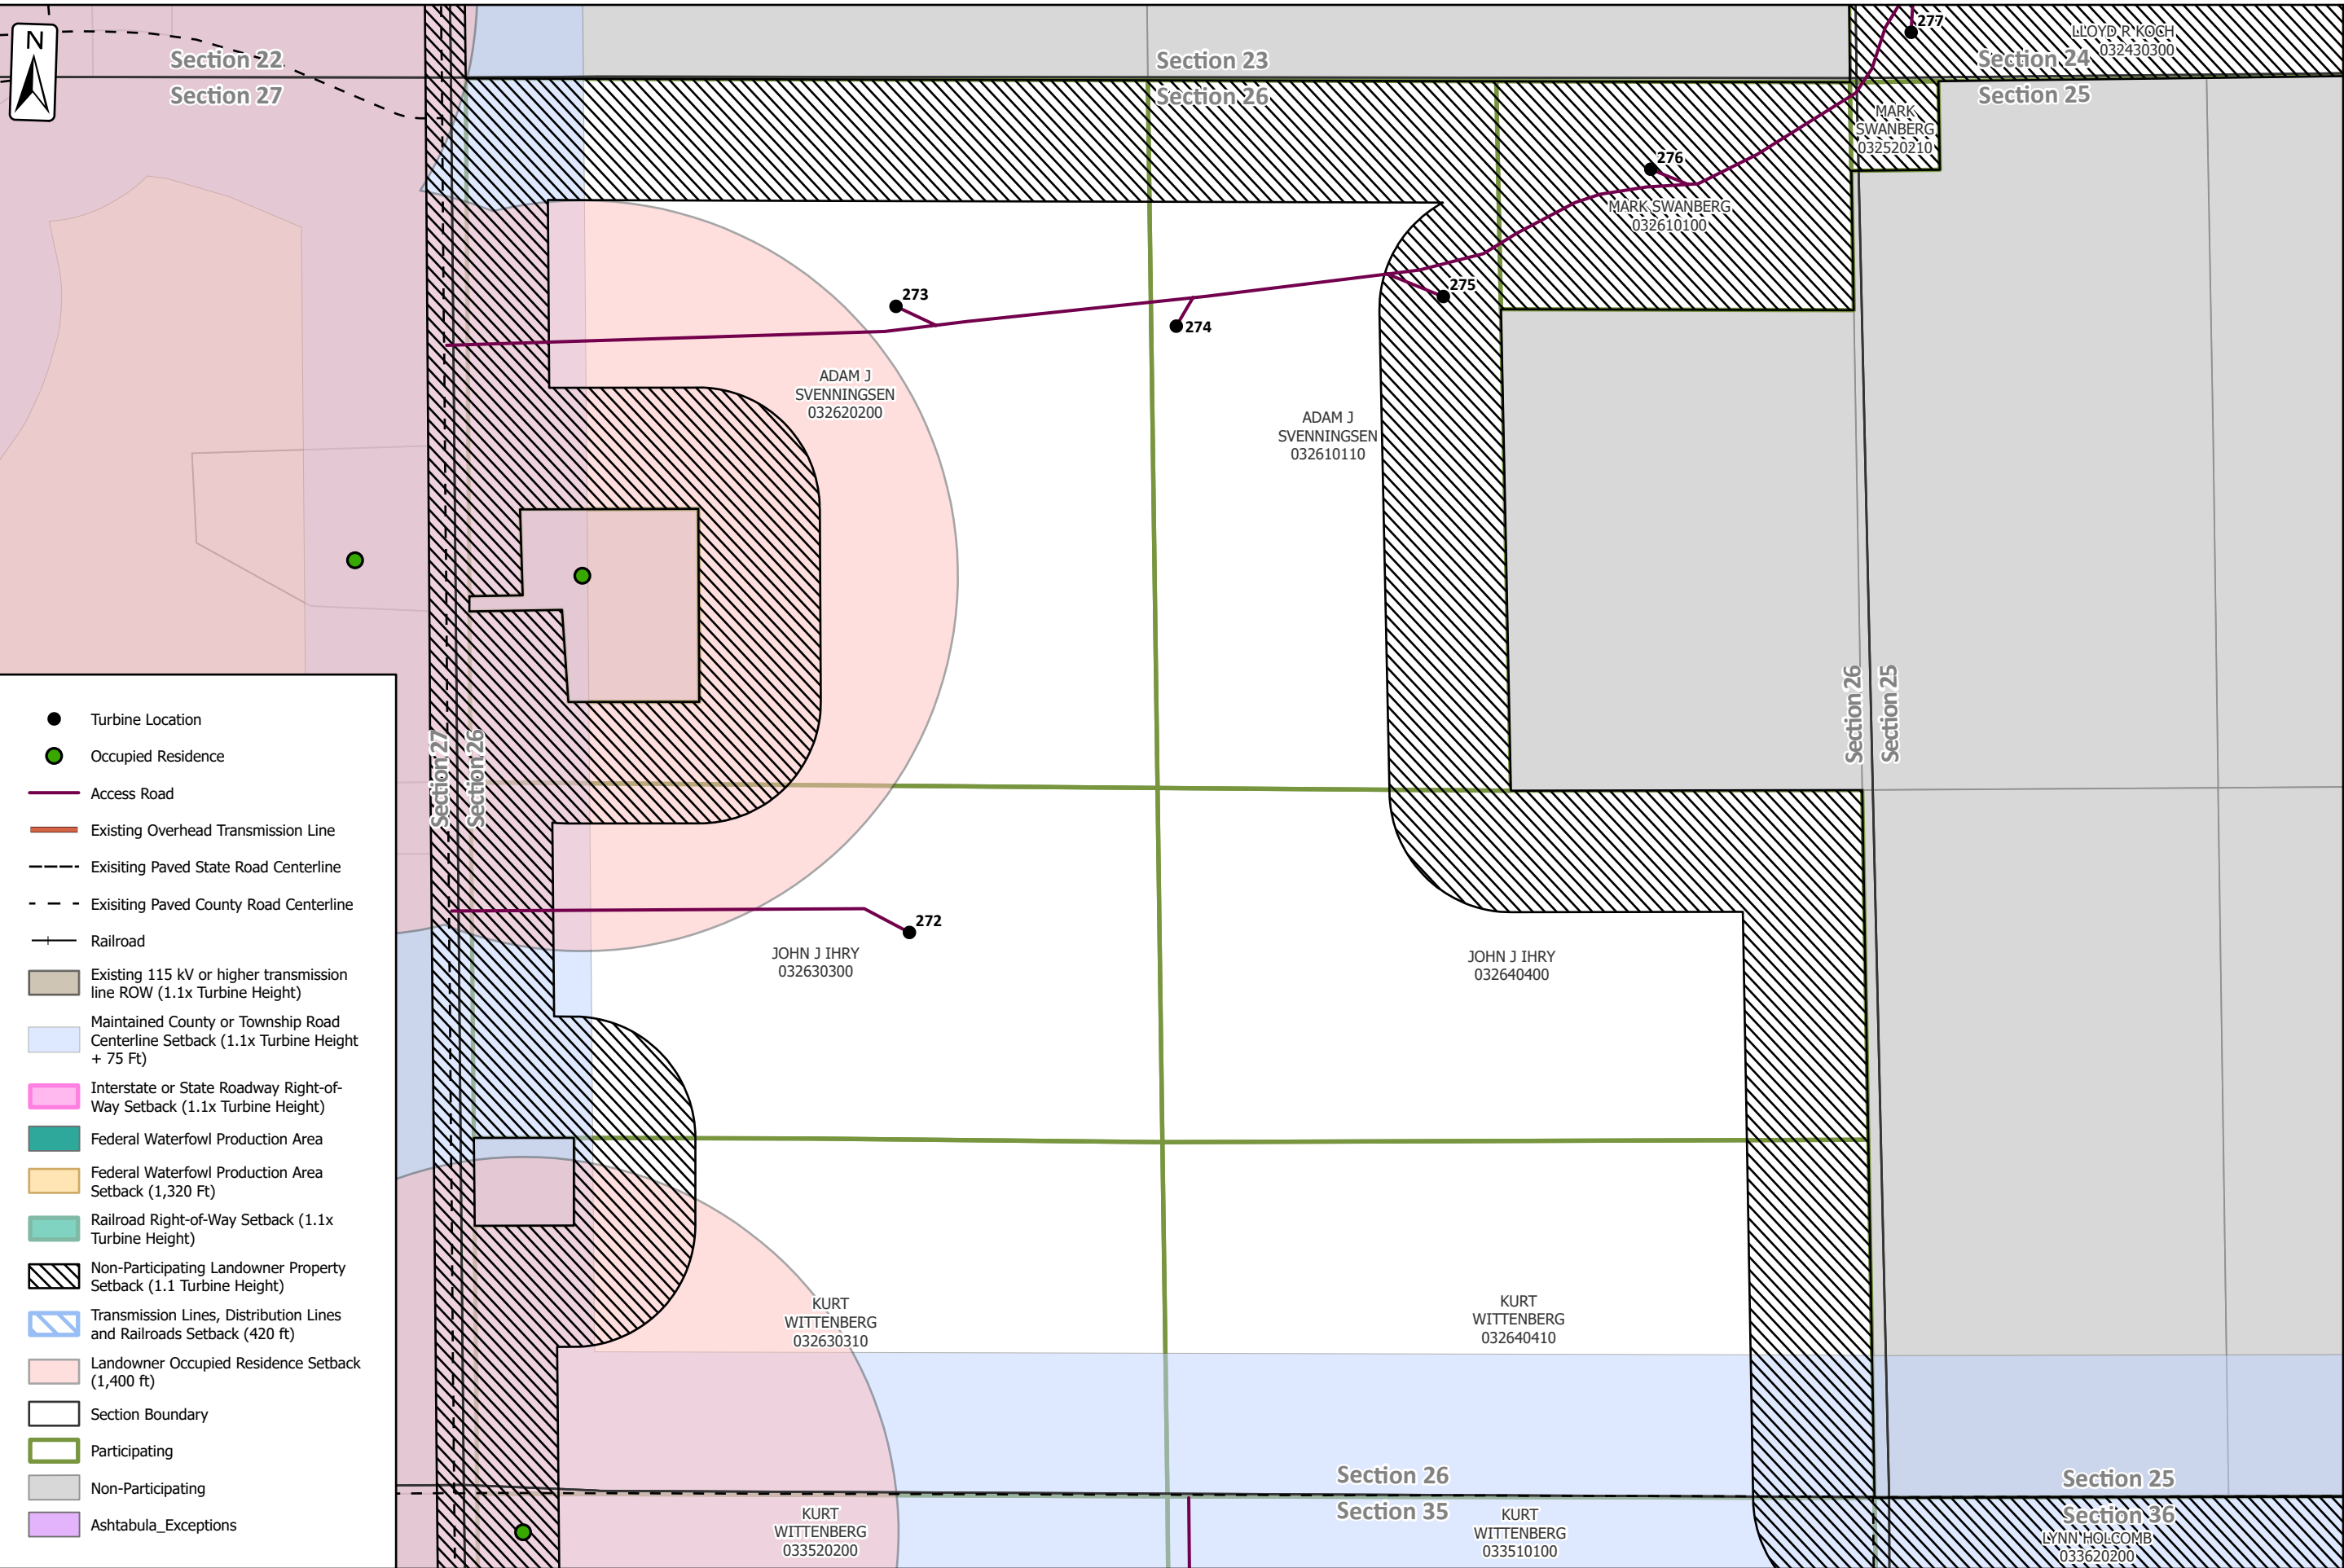 N
Section 22
Section 27
Section 23
Section 26
277
LLOYD R KOCH
032430300
Section 24
Section 25
MARK
SWANBERG
032520210
276
MARK SWANBERG
032610100
273
274
275
ADAM J
SVENNINGSEN
032620200
ADAM J
SVENNINGSEN
032610110
Section 27
Section 26
Section 26
Section 25
272
JOHN J IHRY
032630300
JOHN J IHRY
032640400
KURT
WITTENBERG
032630310
KURT
WITTENBERG
032640410
Section 26
Section 35
Section 25
Section 36
KURT
WITTENBERG
033520200
KURT
WITTENBERG
033510100
LYNN HOLCOMB
033620200
Turbine Location
Occupied Residence
Access Road
Existing Overhead Transmission Line
Exisiting Paved State Road Centerline
Exisiting Paved County Road Centerline
Railroad
Existing 115 kV or higher transmission
line ROW (1.1x Turbine Height)
Maintained County or Township Road
Centerline Setback (1.1x Turbine Height
+ 75 Ft)
Interstate or State Roadway Right-of-
Way Setback (1.1x Turbine Height)
Federal Waterfowl Production Area
Federal Waterfowl Production Area
Setback (1,320 Ft)
Railroad Right-of-Way Setback (1.1x
Turbine Height)
Non-Participating Landowner Property
Setback (1.1 Turbine Height)
Transmission Lines, Distribution Lines
and Railroads Setback (420 ft)
Landowner Occupied Residence Setback
(1,400 ft)
Section Boundary
Participating
Non-Participating
Ashtabula_Exceptions